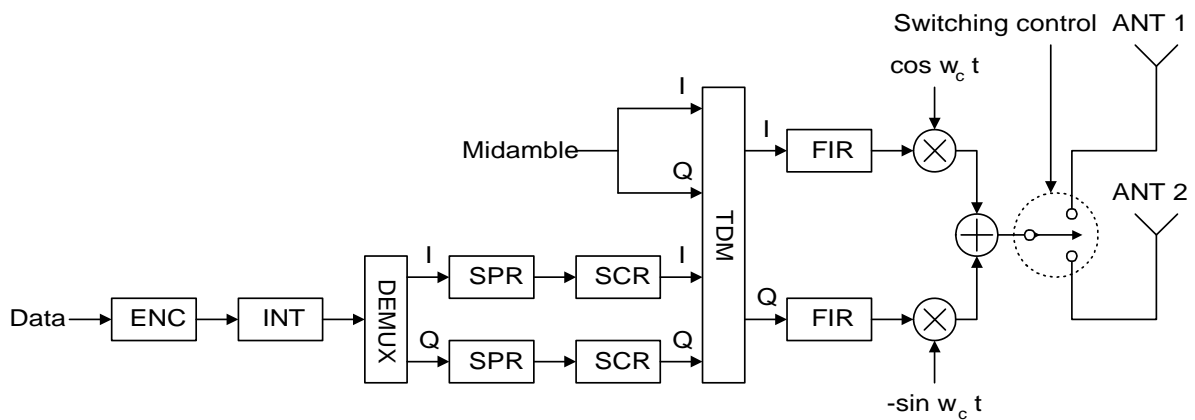 Switching control ANT 1
cos w_c t
I
I
Midamble
FIR
Q
ANT 2
TDM
I
I
Q
SPR
SCR
FIR
Data
ENC
INT
DEMUX
Q
Q
SPR
SCR
-sin w_c t